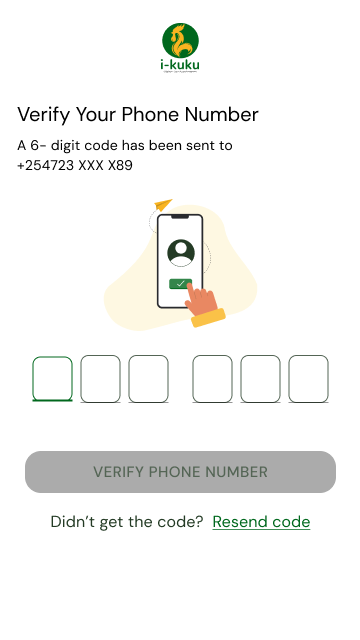 i-kuku
Verify Your Phone Number
A 6- digit code has been sent to
+254723 XXX X89
VERIFY PHONE NUMBER
Didn’t get the code? Resend code